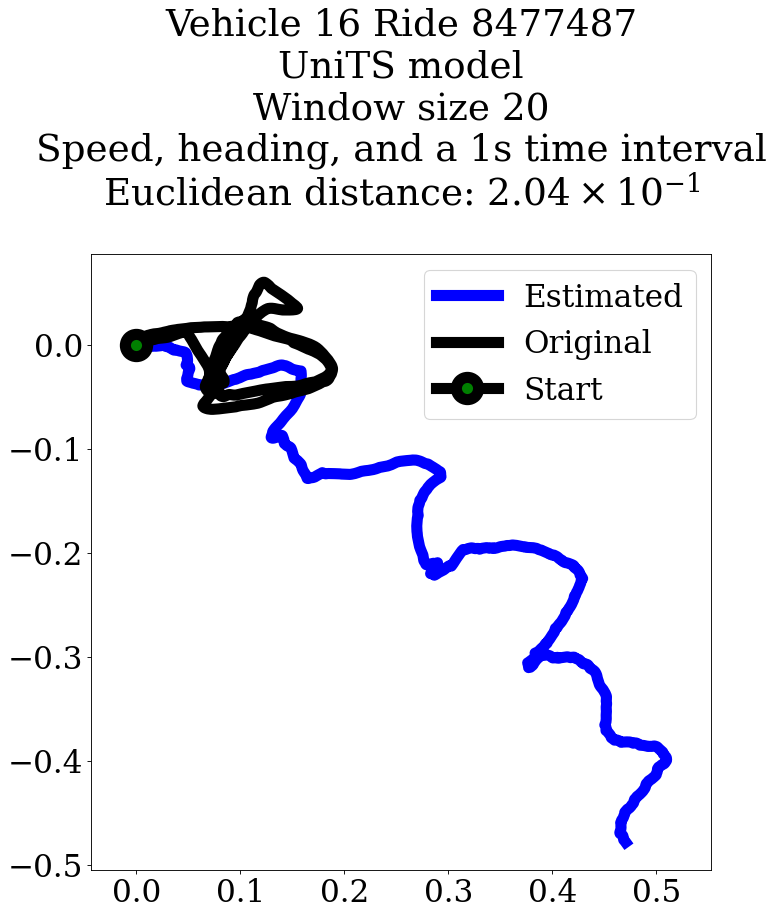 Vehicle 16 Ride 8477487
UniTS model
Window size 20
Speed, heading, and a 1s time interval
Euclidean distance: 2.04 × 10⁻¹
Estimated
Original
Start
0.0
−0.1
−0.2
−0.3
−0.4
−0.5
0.0 0.1 0.2 0.3 0.4 0.5